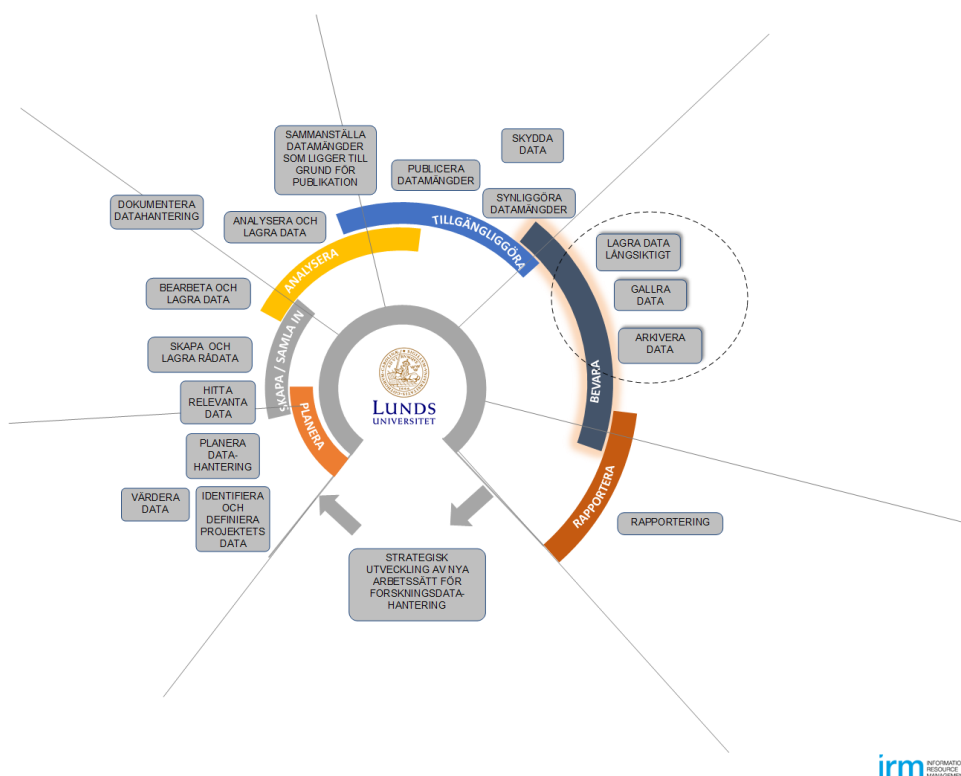 SAMMANSTÄLLA
DATAMÄNGDER
SOM LIGGER TILL
GRUND FÖR
PUBLIKATION
SKYDDA
DATA
PUBLICERA
DATAMÄNGDER
SYNLIGGÖRA
DATAMÄNGDER
DOKUMENTERA
DATAHANTERING
ANALYSERA OCH
LAGRA DATA
TILLGÄNGLIGGÖRA
LAGRA DATA
LÅNGSIKTIGT
ANALYSERA
BEARBETA OCH
LAGRA DATA
GALLRA
DATA
SKAPA / SAMLA IN
SKAPA OCH
LAGRA RÅDATA
ARKIVERA
DATA
BEVARA
HITTA
RELEVANTA
DATA
PLANERA
LUNDS
UNIVERSITET
PLANERA
DATA-
HANTERING
RAPPORTERA
VÄRDERA
DATA
IDENTIFIERA
OCH
DEFINIERA
PROJEKTETS
DATA
RAPPORTERING
STRATEGISK
UTVECKLING AV NYA
ARBETSSÄTT FÖR
FORSKNINGSDATA-
HANTERING
irm
RESOURCE